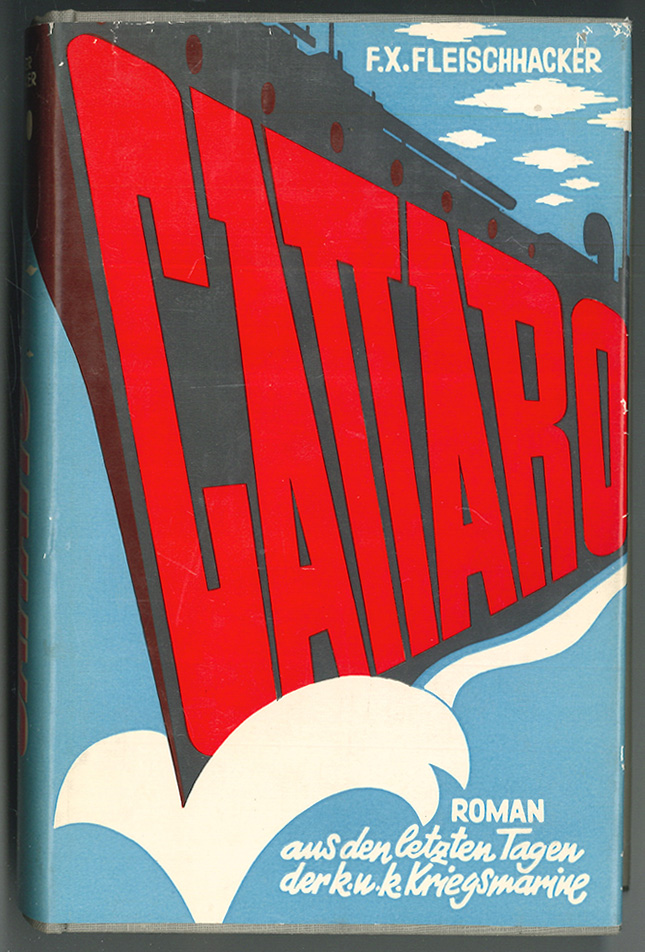 F.X. FLEISCHHACKER
CATTARO
ROMAN
aus den letzten Tagen
der k. u. k. Kriegsmarine